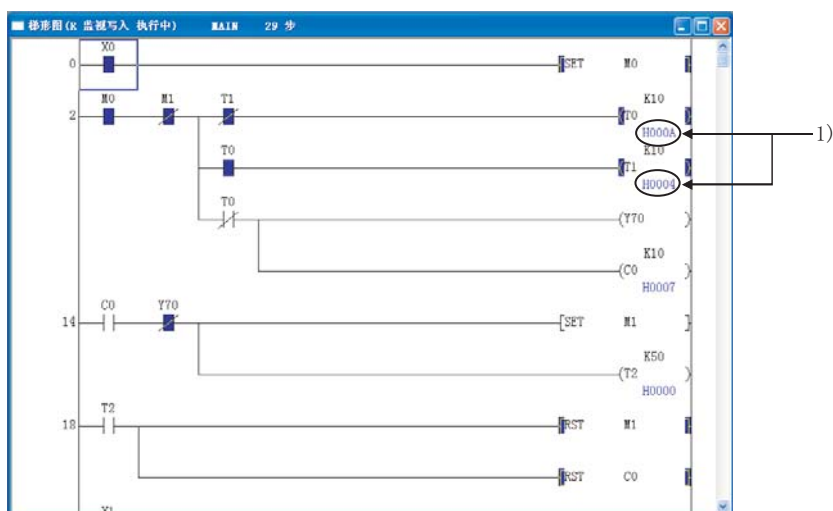 梯形图(K 监视写入 执行中) MAIN 29 步
X0
0 SET M0
M0 M1 T1 K10
2 (T0 )
H000A 1)
T0 K10
(T1 )
H0004
T0
(Y70 )
K10
(C0 )
H0007
C0 Y70
14 [SET M1 ]
K50
(T2 )
H0000
T2
18 RST M1
RST C0
X1